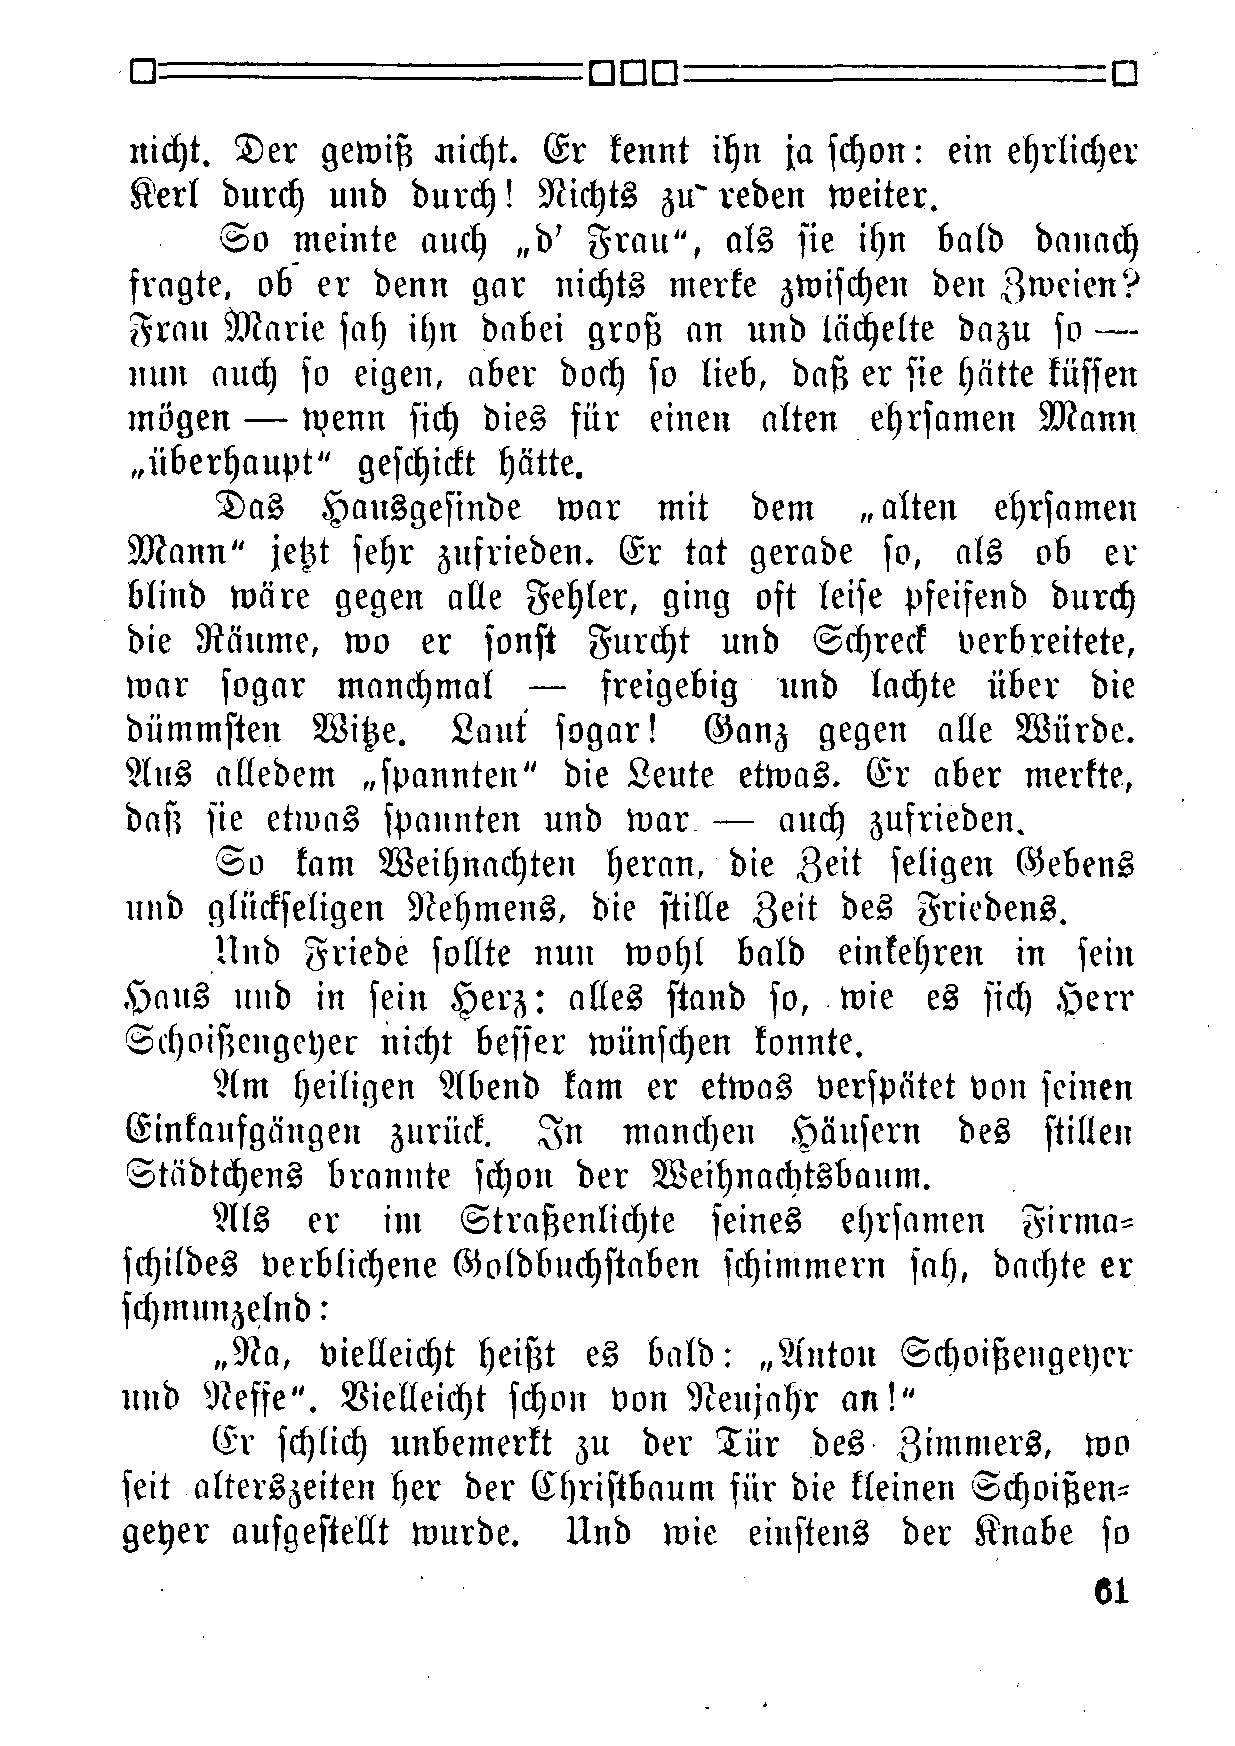 nicht. Der gewiß nicht. Er kennt ihn ja schon: ein ehrlicher
Kerl durch und durch! Nichts zu reden weiter.
So meinte auch „d' Frau“, als sie ihn bald danach
fragte, ob er denn gar nichts merke zwischen den Zweien?
Frau Marie sah ihn dabei groß an und lächelte dazu so —
nun auch so eigen, aber doch so lieb, daß er sie hätte küssen
mögen — wenn sich dies für einen alten ehrsamen Mann
„überhaupt“ geschickt hätte.
Das Hausgesinde war mit dem „alten ehrsamen
Mann“ jetzt sehr zufrieden. Er tat gerade so, als ob er
blind wäre gegen alle Fehler, ging oft leise pfeifend durch
die Räume, wo er sonst Furcht und Schreck verbreitete,
war sogar manchmal — freigebig und lachte über die
dümmsten Witze. Laut sogar! Ganz gegen alle Würde.
Aus alledem „spannten“ die Leute etwas. Er aber merkte,
daß sie etwas spannten und war — auch zufrieden.
So kam Weihnachten heran, die Zeit seligen Gebens
und glückseligen Nehmens, die stille Zeit des Friedens.
Und Friede sollte nun wohl bald einkehren in sein
Haus und in sein Herz: alles stand so, wie es sich Herr
Schoißengeyer nicht besser wünschen konnte.
Am heiligen Abend kam er etwas verspätet von seinen
Einkaufgängen zurück. In manchen Häusern des stillen
Städtchens brannte schon der Weihnachtsbaum.
Als er im Straßenlichte seines ehrsamen Firma-
schildes verblichene Goldbuchstaben schimmern sah, dachte er
schmunzelnd:
„Na, vielleicht heißt es bald: „Anton Schoißengeyer
und Neffe“. Vielleicht schon von Neujahr an!“
Er schlich unbemerkt zu der Tür des Zimmers, wo
seit alterszeiten her der Christbaum für die kleinen Schoißen-
geyer aufgestellt wurde. Und wie einstens der Knabe so
61